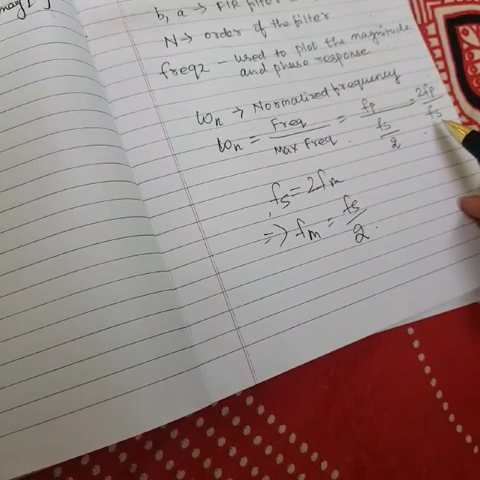 b, a → FIR filter
N → order of the filter
freqz – used to plot the magnitude
and phase response
ωn → Normalized frequency
ωn = Freq / Max Freq = fp / (fs / 2) = 2fp / fs
fs = 2fm
⇒ fm = fs / 2